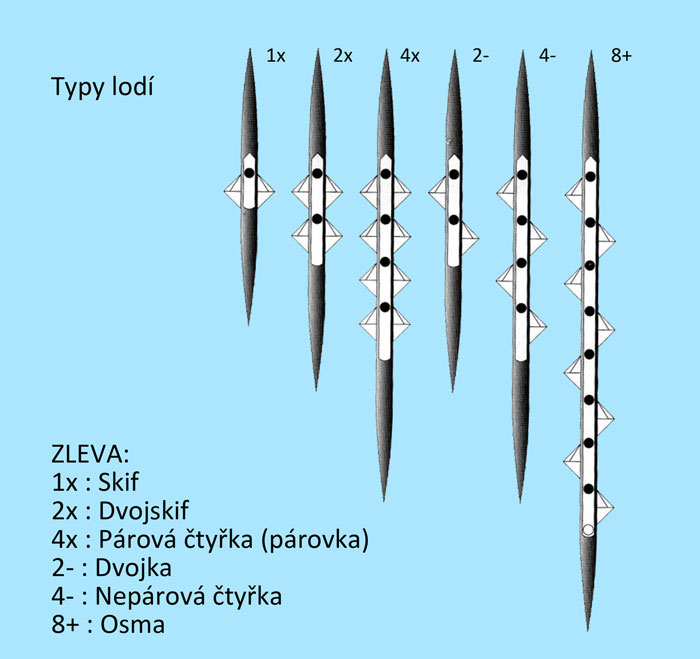 1x 2x 4x 2- 4- 8+
Typy lodí
ZLEVA:
1x : Skif
2x : Dvojskif
4x : Párová čtyřka (párovka)
2- : Dvojka
4- : Nepárová čtyřka
8+ : Osma